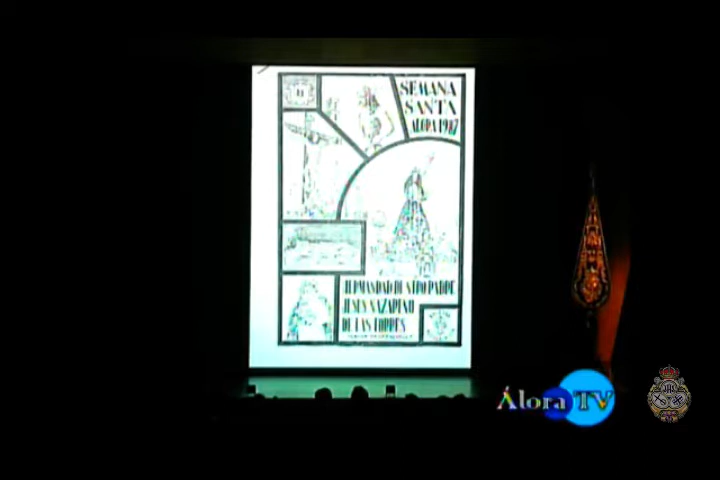 SEMANA
SANTA
ALORA 1987
HERMANDAD DE NTRO PADRE
JESUS NAZARENO
DE LAS TORRES
Álora TV